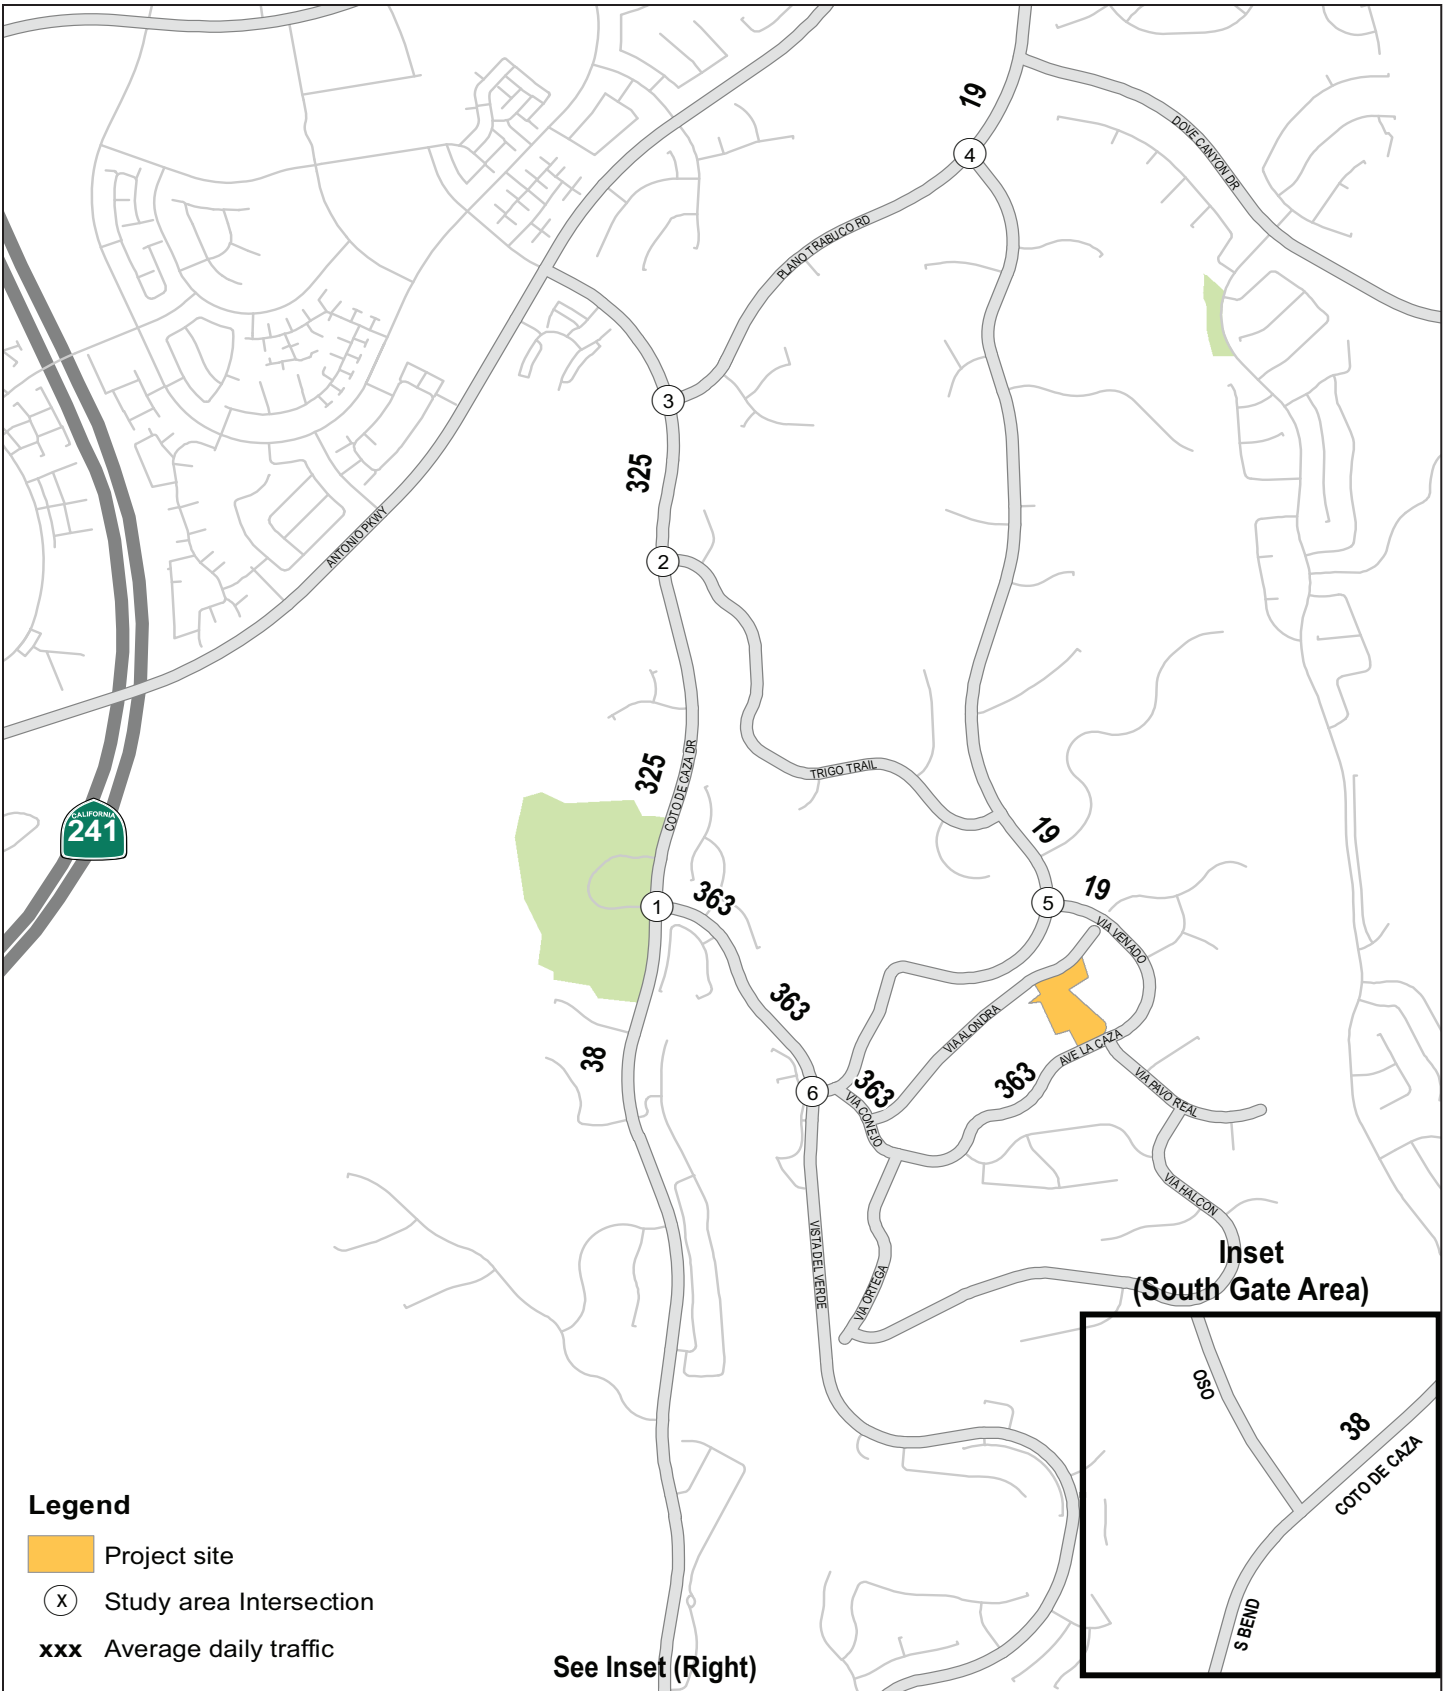 19
DOVE CANYON DR
4
PLANO TRABUCO RD
3
325
ANTONIO PKWY
2
325
COTO DE CAZA DR
TRIGO TRAIL
CALIFORNIA
241
19
1
363
5
19
VIA VENADO
363
38
VIA ALONDRA
AVE LA CAZA
6
363
VIA CONEJO
363
VIA PAVO REAL
VIA HALCON
VISTA DEL VERDE
VIA ORTEGA
Inset
(South Gate Area)
OSO
38
COTO DE CAZA
S BEND
Legend
Project site
X Study area Intersection
xxx Average daily traffic
See Inset (Right)